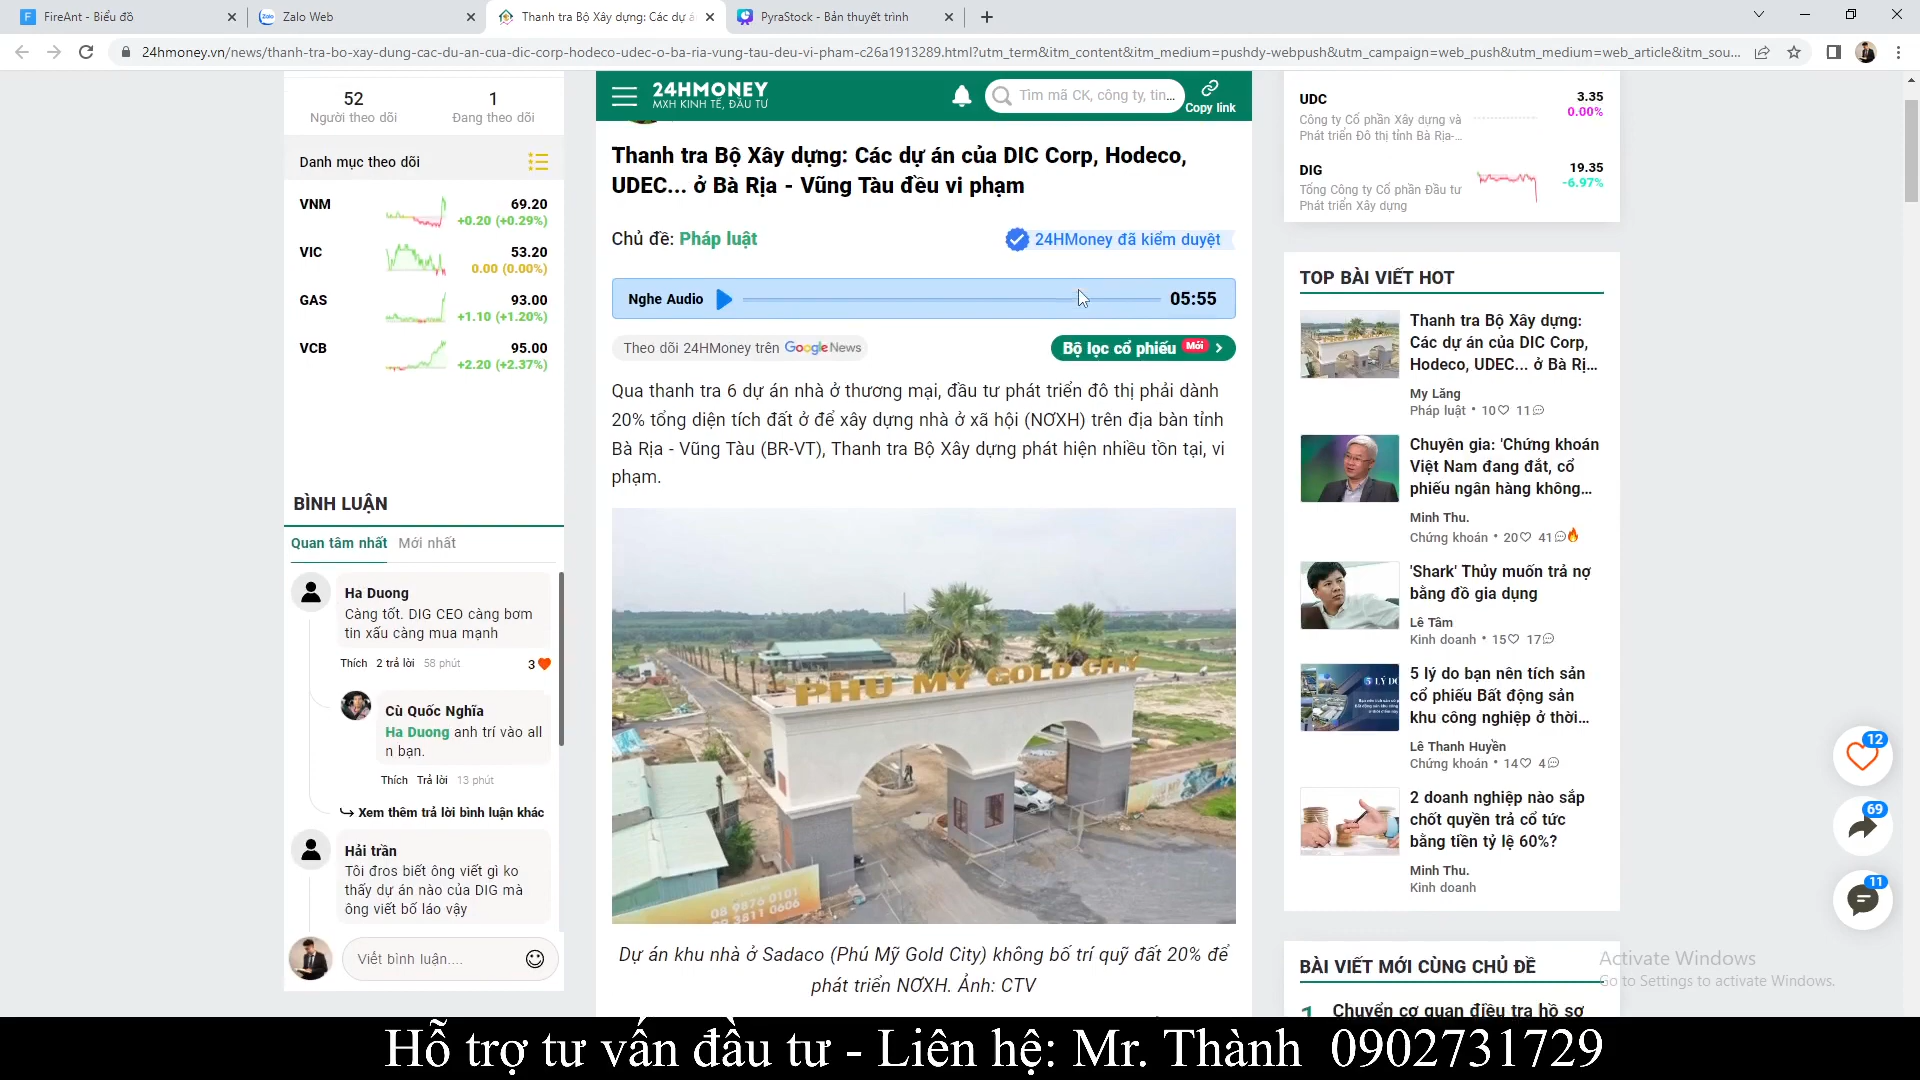 FireAnt - Biểu đồ
Zalo Web
Thanh tra Bộ Xây dựng: Các dự á
PyraStock - Bản thuyết trình
24hmoney.vn/news/thanh-tra-bo-xay-dung-cac-du-an-cua-dic-corp-hodeco-udec-o-ba-ria-vung-tau-deu-vi-pham-c26a1913289.html?utm_term&itm_content&itm_medium=pushdy-webpush&utm_campaign=web_push&utm_medium=web_article&itm_sou...
52
Người theo dõi
1
Đang theo dõi
Danh mục theo dõi
VNM
69.20
+0.20 (+0.29%)
VIC
53.20
0.00 (0.00%)
GAS
93.00
+1.10 (+1.20%)
VCB
95.00
+2.20 (+2.37%)
BÌNH LUẬN
Quan tâm nhất Mới nhất
Ha Duong
Càng tốt. DIG CEO càng bơm
tin xấu càng mua mạnh
Thích 2 trả lời 58 phút 3
Cù Quốc Nghĩa
Ha Duong anh trí vào all
n bạn.
Thích Trả lời 13 phút
Xem thêm trả lời bình luận khác
Hải trần
Tôi đros biết ông viết gì ko
thấy dự án nào của DIG mà
ông viết bố láo vậy
Viết bình luận....
24HMONEY
MXH KINH TẾ, ĐẦU TƯ
Tìm mã CK, công ty, tin...
Copy link
Thanh tra Bộ Xây dựng: Các dự án của DIC Corp, Hodeco,
UDEC... ở Bà Rịa - Vũng Tàu đều vi phạm
Chủ đề: Pháp luật
24HMoney đã kiểm duyệt
Nghe Audio
05:55
Theo dõi 24HMoney trên Google News
Bộ lọc cổ phiếu Mới
Qua thanh tra 6 dự án nhà ở thương mại, đầu tư phát triển đô thị phải dành
20% tổng diện tích đất ở để xây dựng nhà ở xã hội (NƠXH) trên địa bàn tỉnh
Bà Rịa - Vũng Tàu (BR-VT), Thanh tra Bộ Xây dựng phát hiện nhiều tồn tại, vi
phạm.
PHU MY GOLD CITY
08 9876 0101
08 3811 0606
Dự án khu nhà ở Sadaco (Phú Mỹ Gold City) không bố trí quỹ đất 20% để
phát triển NƠXH. Ảnh: CTV
UDC
3.35
0.00%
Công ty Cổ phần Xây dựng và
Phát triển Đô thị tỉnh Bà Rịa-...
DIG
19.35
-6.97%
Tổng Công ty Cổ phần Đầu tư
Phát triển Xây dựng
TOP BÀI VIẾT HOT
Thanh tra Bộ Xây dựng:
Các dự án của DIC Corp,
Hodeco, UDEC... ở Bà Rị...
My Lăng
Pháp luật • 10 11
Chuyên gia: 'Chứng khoán
Việt Nam đang đắt, cổ
phiếu ngân hàng không...
Minh Thu.
Chứng khoán • 20 41
'Shark' Thủy muốn trả nợ
bằng đồ gia dụng
Lê Tâm
Kinh doanh • 15 17
5 lý do bạn nên tích sản
cổ phiếu Bất động sản
khu công nghiệp ở thời...
Lê Thanh Huyền
Chứng khoán • 14 4
2 doanh nghiệp nào sắp
chốt quyền trả cổ tức
bằng tiền tỷ lệ 60%?
Minh Thu.
Kinh doanh
BÀI VIẾT MỚI CÙNG CHỦ ĐỀ
1 Chuyển cơ quan điều tra hồ sơ
12
69
11
Activate Windows
Go to Settings to activate Windows.
Hỗ trợ tư vấn đầu tư - Liên hệ: Mr. Thành 0902731729